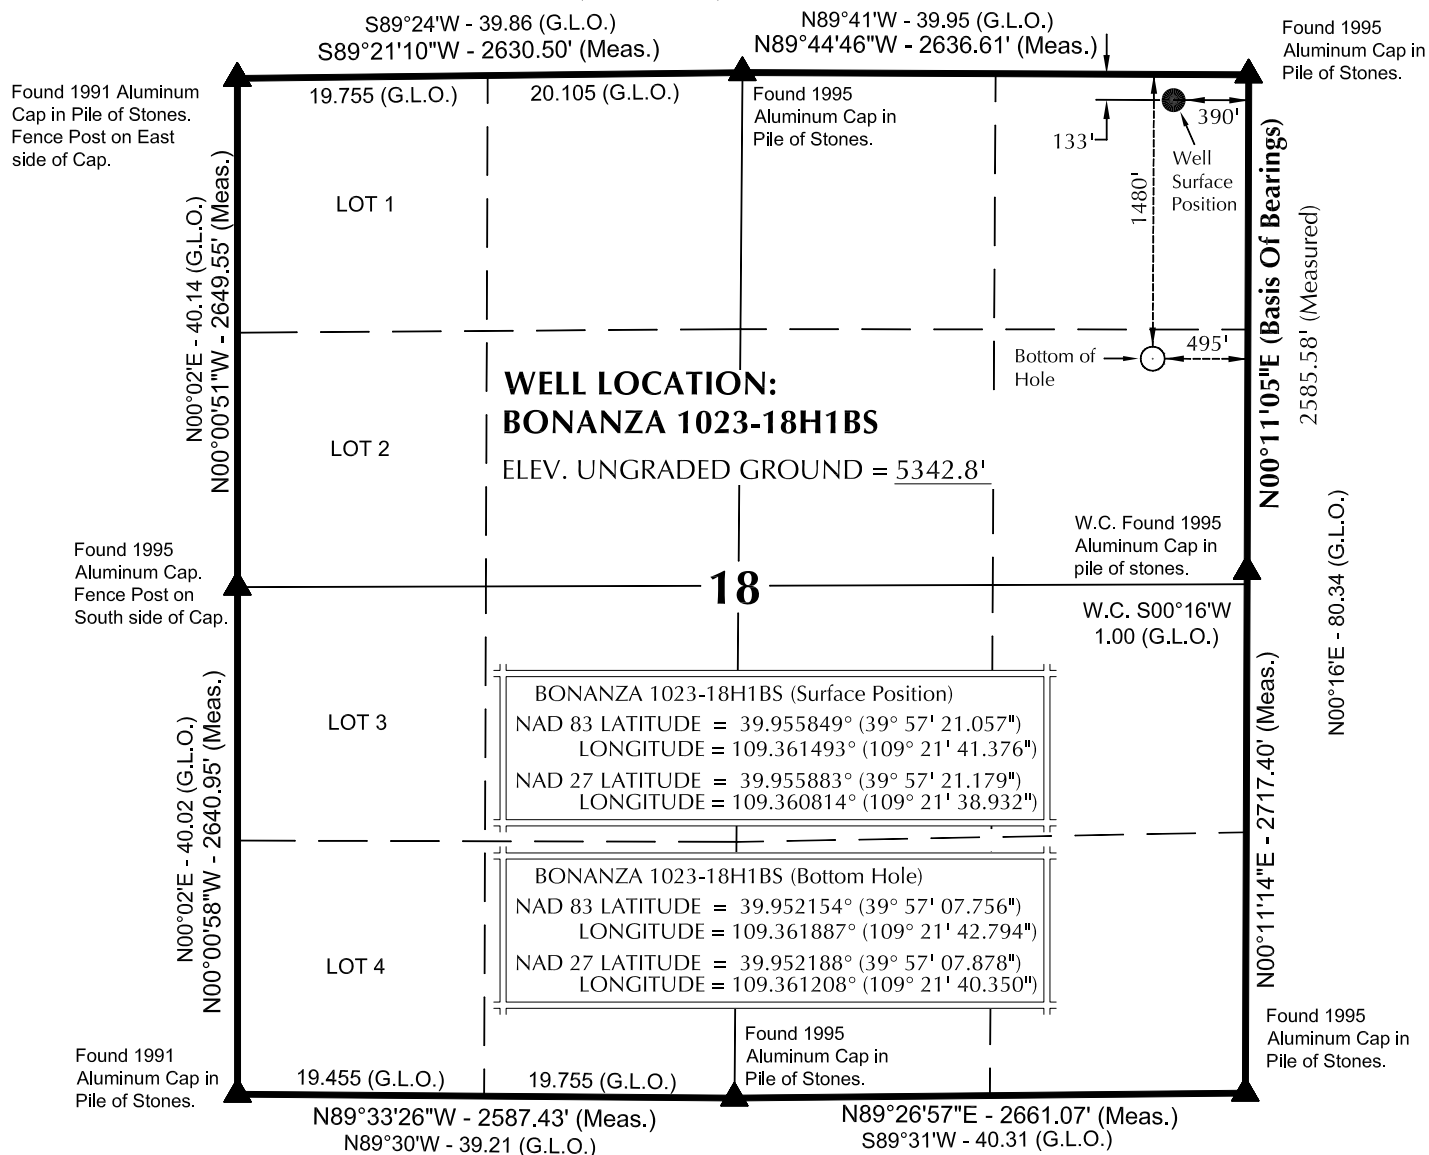 S89°24'W - 39.86 (G.L.O.)
S89°21'10"W - 2630.50' (Meas.)
N89°41'W - 39.95 (G.L.O.)
N89°44'46"W - 2636.61' (Meas.)
Found 1995
Aluminum Cap in
Pile of Stones.
Found 1991 Aluminum
Cap in Pile of Stones.
Fence Post on East
side of Cap.
19.755 (G.L.O.)
20.105 (G.L.O.)
Found 1995
Aluminum Cap in
Pile of Stones.
133'
390'
Well
Surface
Position
1480'
N00°11'05"E (Basis Of Bearings)
2585.58' (Measured)
LOT 1
N00°02'E - 40.14 (G.L.O.)
N00°00'51"W - 2649.55' (Meas.)
495'
Bottom of
Hole
WELL LOCATION:
BONANZA 1023-18H1BS
ELEV. UNGRADED GROUND = 5342.8'
LOT 2
N00°16'E - 80.34 (G.L.O.)
W.C. Found 1995
Aluminum Cap in
pile of stones.
Found 1995
Aluminum Cap.
Fence Post on
South side of Cap.
18
W.C. S00°16'W
1.00 (G.L.O.)
N00°11'14"E - 2717.40' (Meas.)
LOT 3
N00°02'E - 40.02 (G.L.O.)
N00°00'58"W - 2640.95' (Meas.)
BONANZA 1023-18H1BS (Surface Position)
NAD 83 LATITUDE = 39.955849° (39° 57' 21.057")
LONGITUDE = 109.361493° (109° 21' 41.376")
NAD 27 LATITUDE = 39.955883° (39° 57' 21.179")
LONGITUDE = 109.360814° (109° 21' 38.932")
BONANZA 1023-18H1BS (Bottom Hole)
NAD 83 LATITUDE = 39.952154° (39° 57' 07.756")
LONGITUDE = 109.361887° (109° 21' 42.794")
NAD 27 LATITUDE = 39.952188° (39° 57' 07.878")
LONGITUDE = 109.361208° (109° 21' 40.350")
LOT 4
Found 1991
Aluminum Cap in
Pile of Stones.
Found 1995
Aluminum Cap in
Pile of Stones.
Found 1995
Aluminum Cap in
Pile of Stones.
19.455 (G.L.O.)
19.755 (G.L.O.)
N89°33'26"W - 2587.43' (Meas.)
N89°30'W - 39.21 (G.L.O.)
N89°26'57"E - 2661.07' (Meas.)
S89°31'W - 40.31 (G.L.O.)